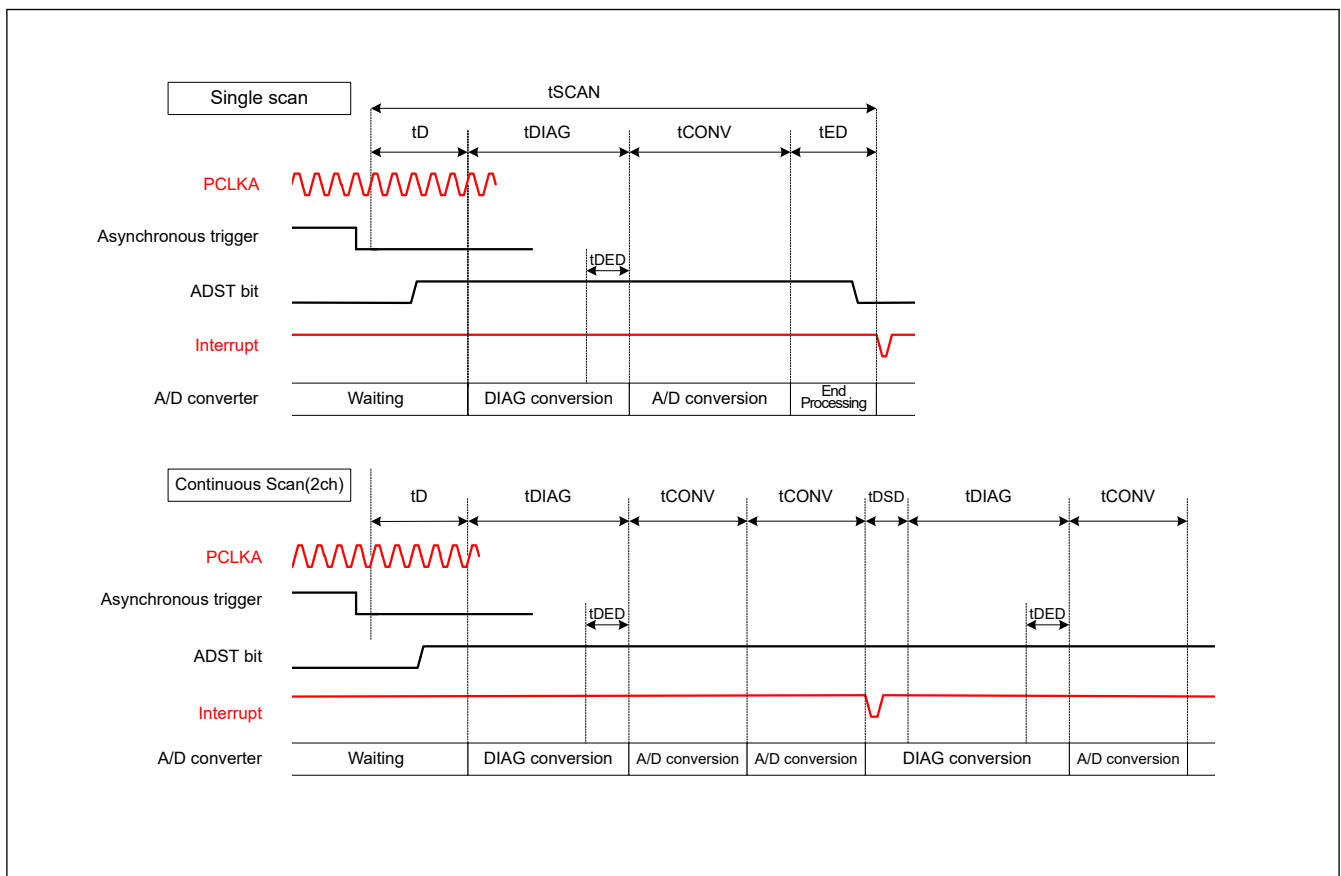 Single scan
tSCAN
tD tDIAG tCONV tED
PCLKA
Asynchronous trigger
tDED
ADST bit
Interrupt
A/D converter Waiting DIAG conversion A/D conversion End
Processing
Continuous Scan(2ch)
tD tDIAG tCONV tCONV tDSD tDIAG tCONV
PCLKA
Asynchronous trigger
tDED tDED
ADST bit
Interrupt
A/D converter Waiting DIAG conversion A/D conversion A/D conversion DIAG conversion A/D conversion